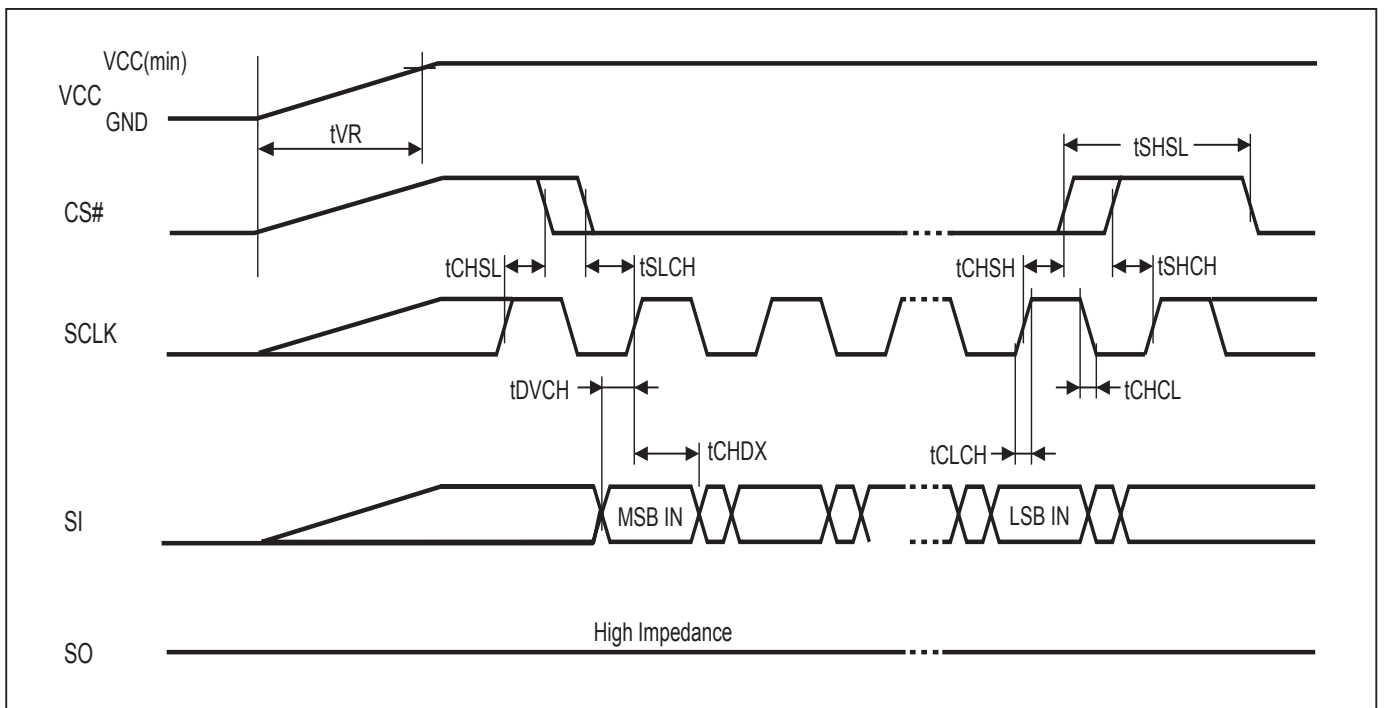 VCC(min)
VCC
GND
tVR
tSHSL
CS#
tCHSL
tSLCH
tCHSH
tSHCH
SCLK
tDVCH
tCHCL
tCHDX
tCLCH
SI
MSB IN
LSB IN
High Impedance
SO